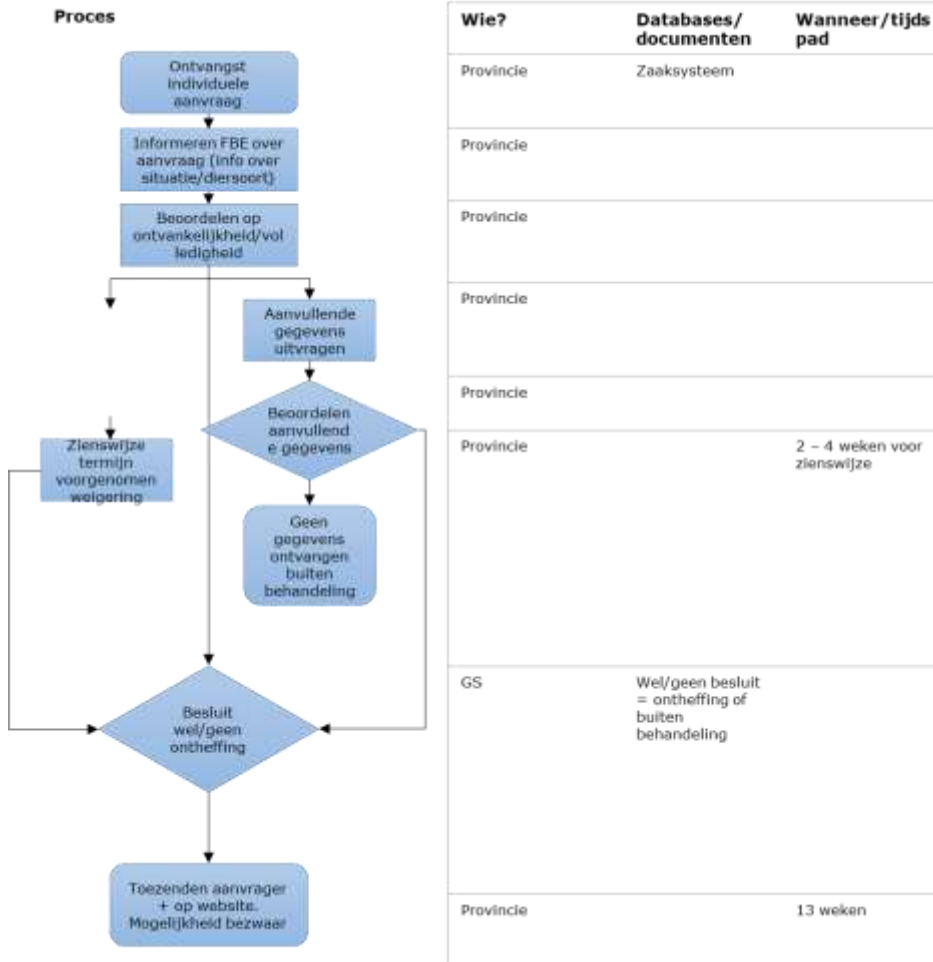 Proces
Wie?
Databases/
documenten
Wanneer/tijds
pad
Ontvangst
individuele
aanvraag
Provincie
Zaaksysteem
Informeren FBE over
aanvraag (info over
situatie/diersoort)
Provincie
Beoordelen op
ontvankelijkheid/vol
ledigheid
Provincie
Aanvullende
gegevens
uitvragen
Provincie
Beoordelen
aanvullend
e gegevens
Provincie
Zienswijze
termijn
voorgenomen
weigering
Provincie
2 – 4 weken voor
zienswijze
Geen
gegevens
ontvangen
buiten
behandeling
Besluit
wel/geen
ontheffing
GS
Wel/geen besluit
= ontheffing of
buiten
behandeling
Toezenden aanvrager
+ op website.
Mogelijkheid bezwaar
Provincie
13 weken